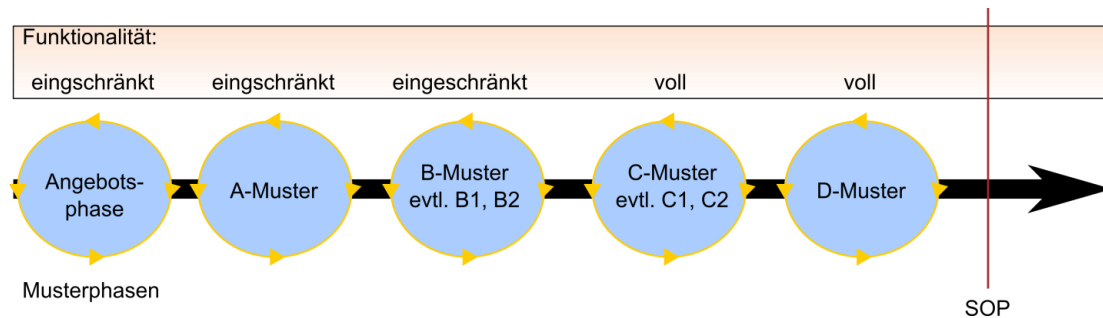 Funktionalität:
eingschränkt eingschränkt eingeschränkt voll voll
Angebots-
phase
A-Muster
B-Muster
evtl. B1, B2
C-Muster
evtl. C1, C2
D-Muster
Musterphasen
SOP